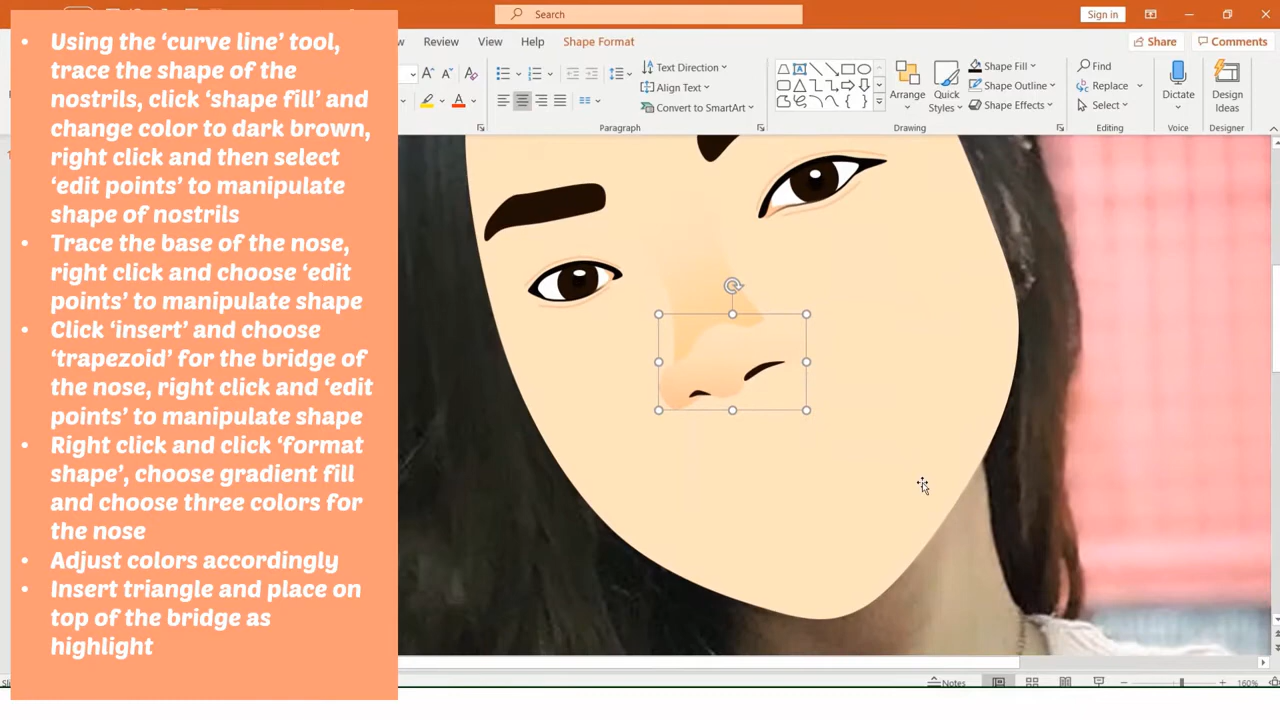 Search
Sign in
Review View Help Shape Format
Share
Comments
Text Direction
Align Text
Convert to SmartArt
Paragraph
Arrange
Quick
Styles
Shape Fill
Shape Outline
Shape Effects
Drawing
Find
Replace
Select
Editing
Dictate
Voice
Design
Ideas
Designer
• Using the ‘curve line’ tool,
trace the shape of the
nostrils, click ‘shape fill’ and
change color to dark brown,
right click and then select
‘edit points’ to manipulate
shape of nostrils
• Trace the base of the nose,
right click and choose ‘edit
points’ to manipulate shape
• Click ‘insert’ and choose
‘trapezoid’ for the bridge of
the nose, right click and ‘edit
points’ to manipulate shape
• Right click and click ‘format
shape’, choose gradient fill
and choose three colors for
the nose
• Adjust colors accordingly
• Insert triangle and place on
top of the bridge as
highlight
Notes
160%